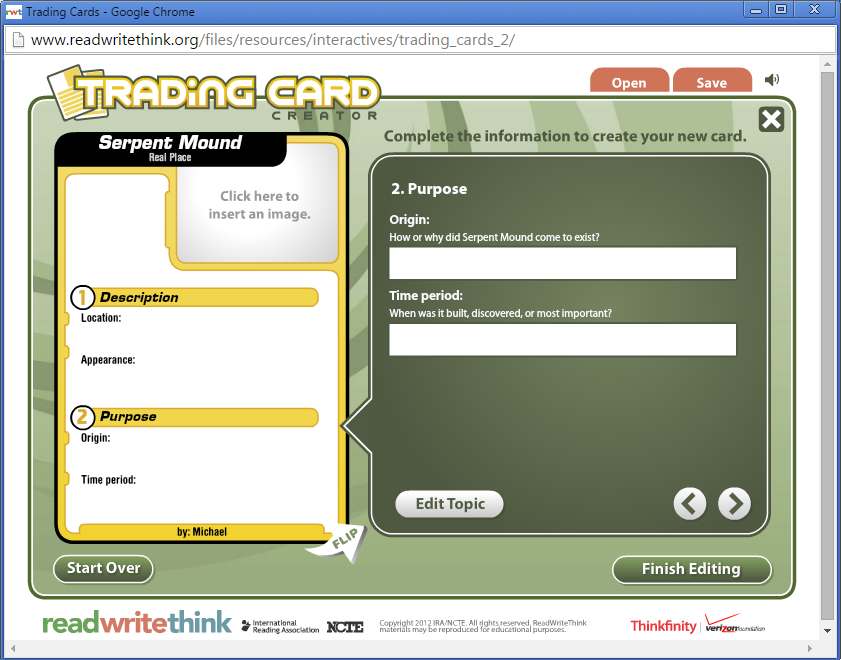 rwt Trading Cards - Google Chrome
www.readwritethink.org/files/resources/interactives/trading_cards_2/
TRADING CARD
CREATOR
Open
Save
Complete the information to create your new card.
Serpent Mound
Real Place
Click here to
insert an image.
1 Description
Location:
Appearance:
2 Purpose
Origin:
Time period:
by: Michael
FLIP
2. Purpose
Origin:
How or why did Serpent Mound come to exist?
Time period:
When was it built, discovered, or most important?
Edit Topic
Start Over
Finish Editing
readwritethink
International
Reading Association
NCTE
Copyright 2012 IRA/NCTE. All rights reserved. ReadWriteThink
materials may be reproduced for educational purposes.
Thinkfinity
verizonfoundation